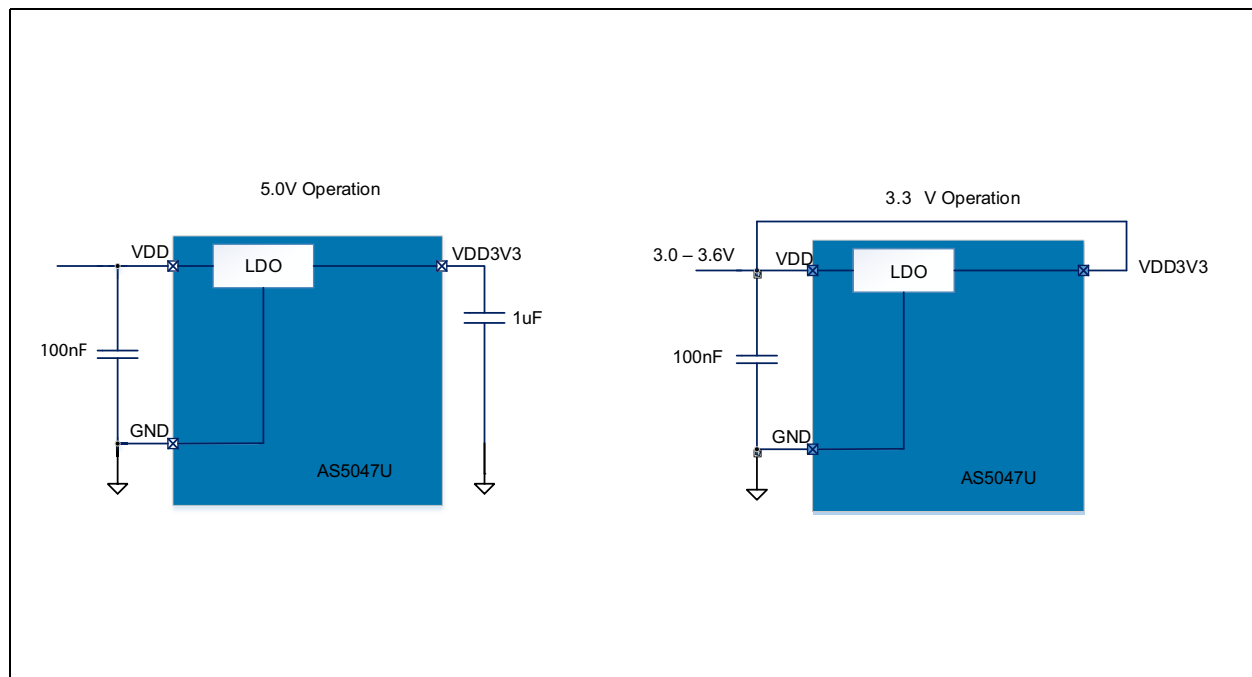 5.0V Operation
VDD
LDO
VDD3V3
100nF
1uF
GND
AS5047U
3.3 V Operation
3.0 – 3.6V
VDD
LDO
VDD3V3
100nF
GND
AS5047U